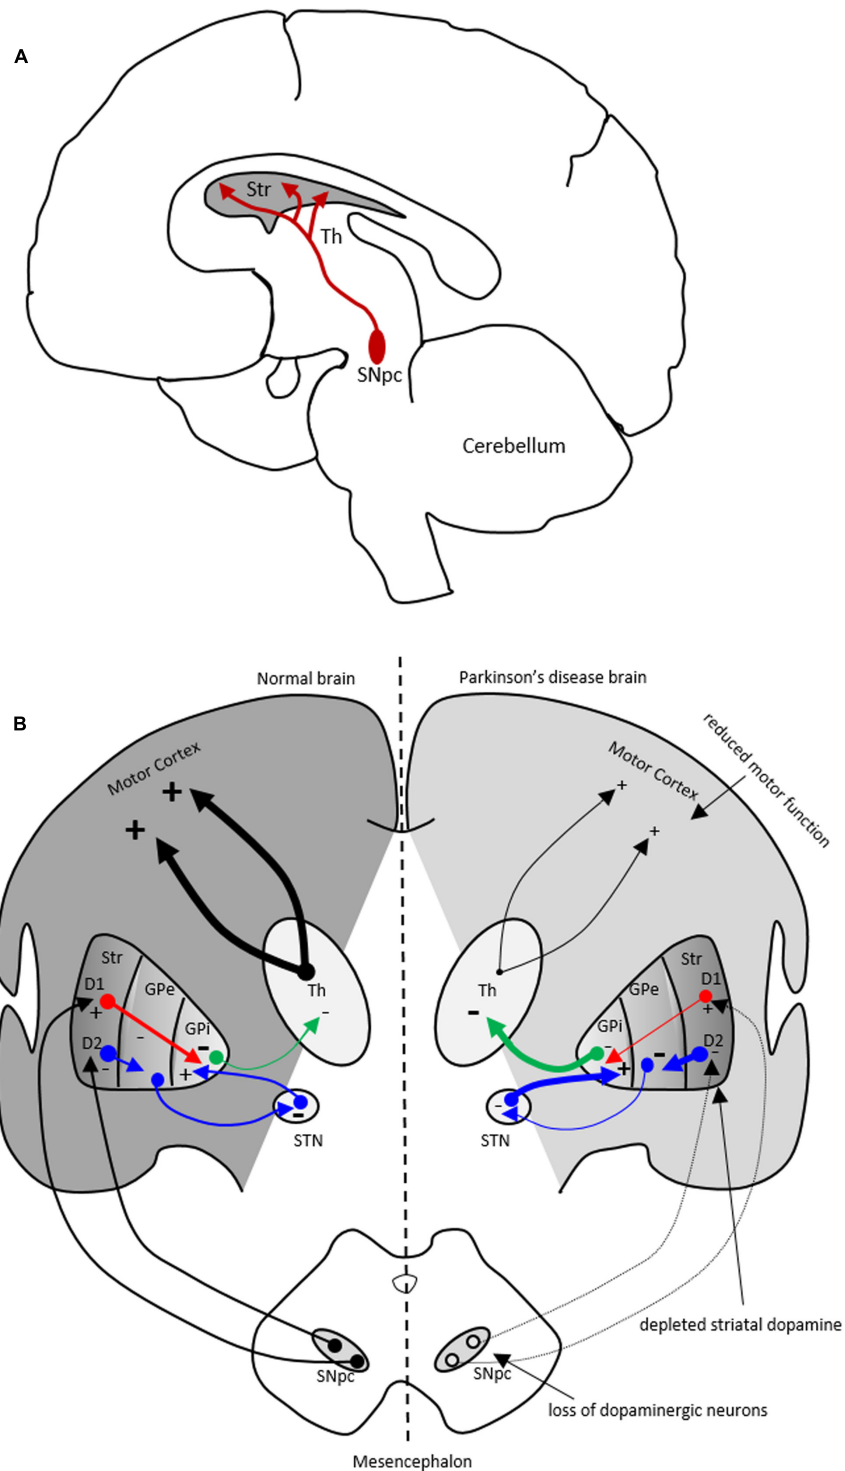 A
Str
Th
SNpc
Cerebellum
B
Normal brain
Parkinson's disease brain
Motor Cortex
+
+
Motor Cortex
+
+
reduced motor function
Str
D1
+
D2
-
GPe
-
GPi
-
+
Th
-
STN
-
Th
-
STN
-
GPi
-
+
GPe
-
Str
D1
+
D2
-
depleted striatal dopamine
SNpc
SNpc
loss of dopaminergic neurons
Mesencephalon